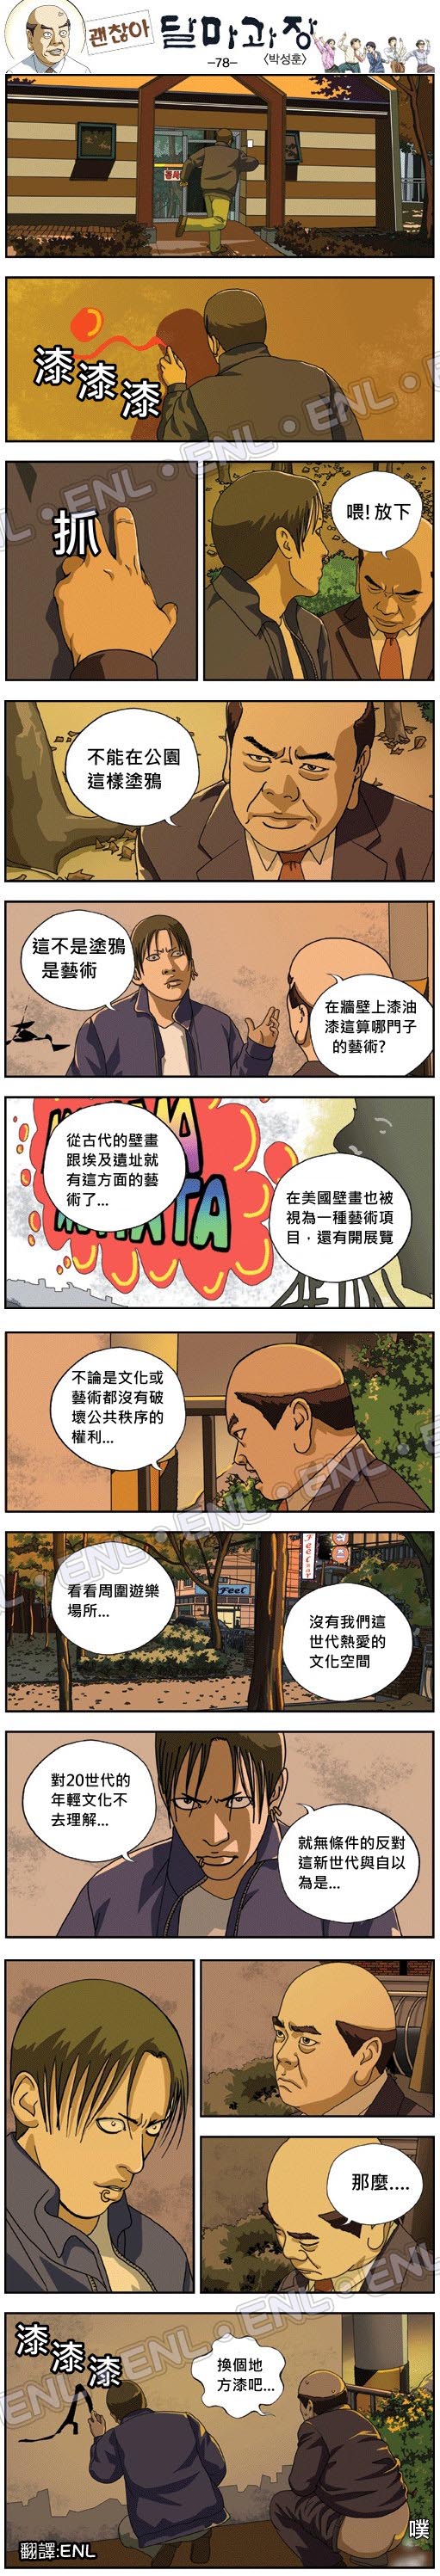 괜찮아 달마과장
-78-
〈박성훈〉
漆漆漆
抓
喂! 放下
不能在公園
這樣塗鴉
這不是塗鴉
是藝術
在牆壁上漆油
漆這算哪門子
的藝術?
從古代的壁畫
跟埃及遺址就
有這方面的藝
術了...
在美國壁畫也被
視為一種藝術項
目，還有開展覽
不論是文化或
藝術都沒有破
壞公共秩序的
權利...
看看周圍遊樂
場所...
Feel
沒有我們這
世代熱愛的
文化空間
對20世代的
年輕文化不
去理解...
就無條件的反對
這新世代與自以
為是...
那麼....
漆漆漆
換個地
方漆吧...
噗
翻譯:ENL